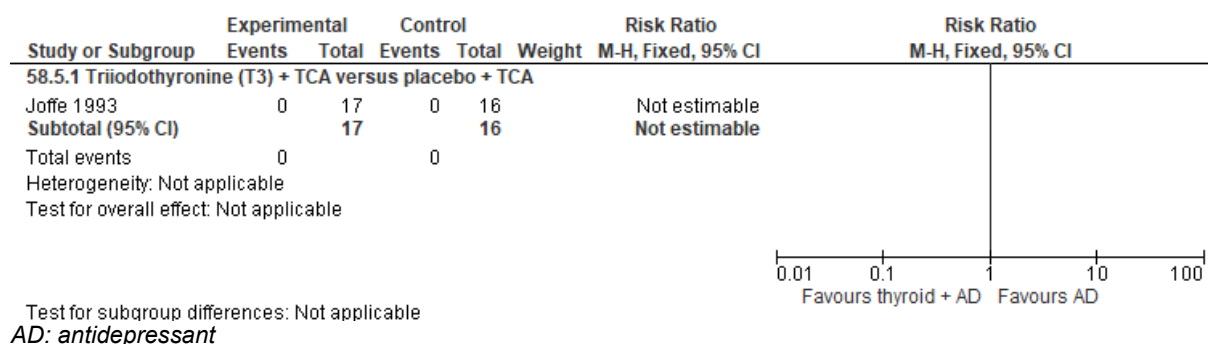 Experimental Control Risk Ratio Risk Ratio
Study or Subgroup Events Total Events Total Weight M-H, Fixed, 95% CI M-H, Fixed, 95% CI
58.5.1 Triiodothyronine (T3) + TCA versus placebo + TCA
Joffe 1993 0 17 0 16 Not estimable
Subtotal (95% CI) 17 16 Not estimable
Total events 0 0
Heterogeneity: Not applicable
Test for overall effect: Not applicable
0.01 0.1 1 10 100
Favours thyroid + AD Favours AD
Test for subgroup differences: Not applicable
AD: antidepressant